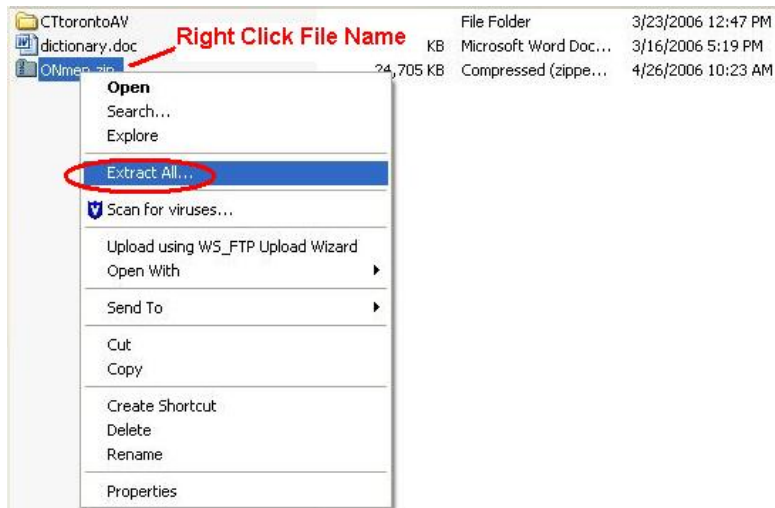 CTtorontoAV File Folder 3/23/2006 12:47 PM
dictionary.doc KB Microsoft Word Doc... 3/16/2006 5:19 PM
Right Click File Name
ONmen.zip 24,705 KB Compressed (zippe... 4/26/2006 10:23 AM
Open
Search...
Explore
Extract All...
Scan for viruses...
Upload using WS_FTP Upload Wizard
Open With
Send To
Cut
Copy
Create Shortcut
Delete
Rename
Properties